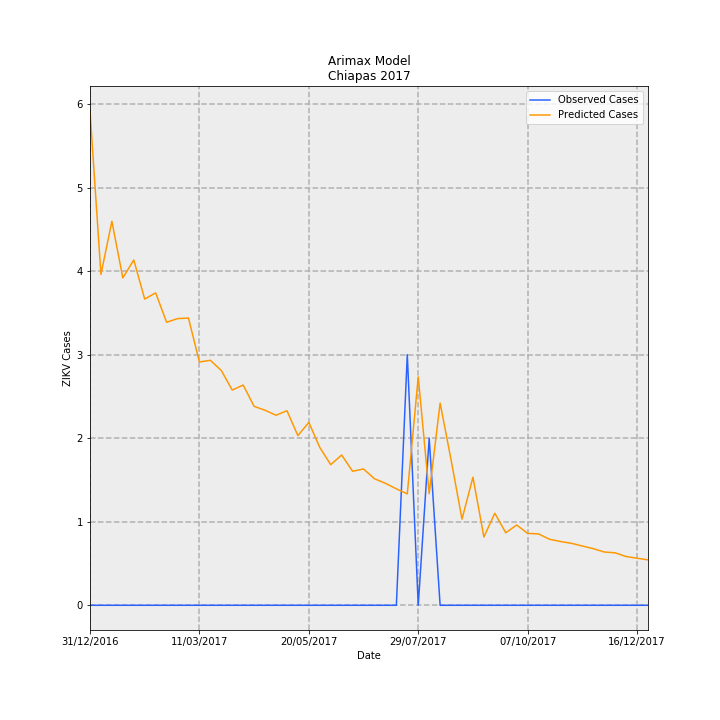 Arimax Model
Chiapas 2017
Observed Cases
Predicted Cases
6
5
4
3
2
1
0
ZIKV Cases
31/12/2016 11/03/2017 20/05/2017 29/07/2017 07/10/2017 16/12/2017
Date